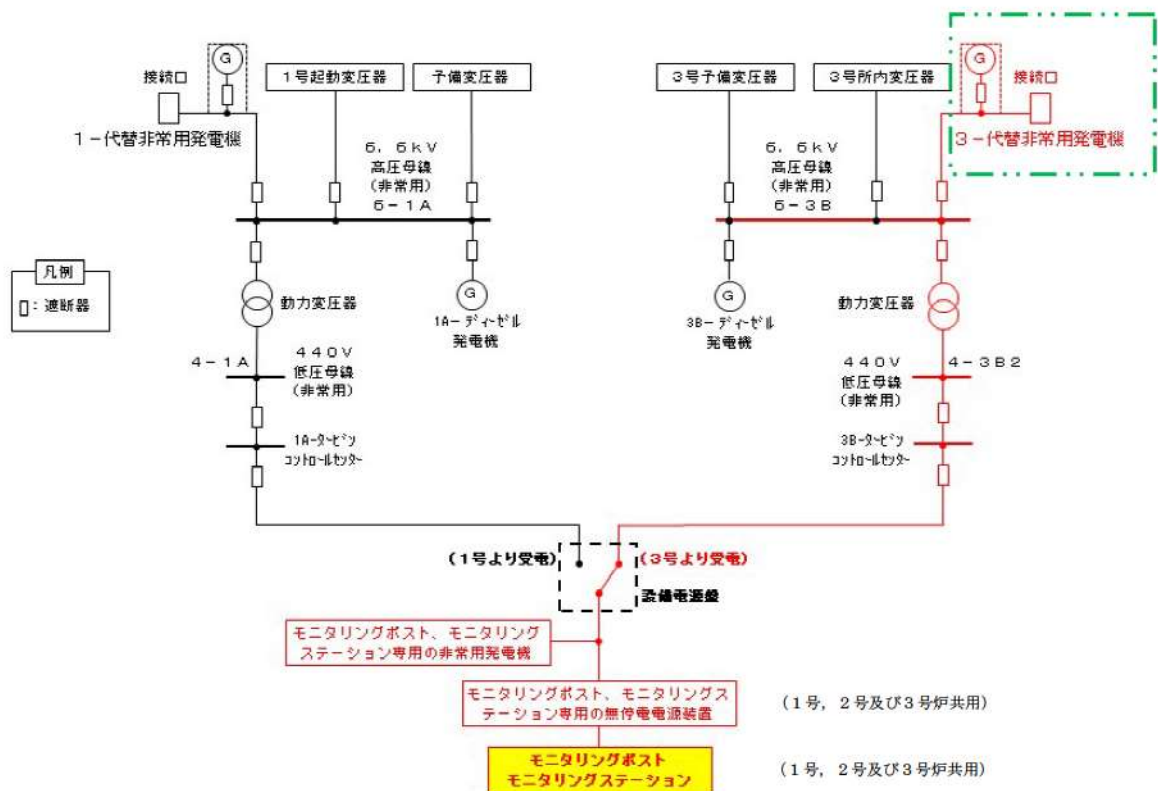 G
接続口
1-代替非常用発電機
1号起動変圧器
予備変圧器
6.6kV
高圧母線
(非常用)
6-1A
凡例
▯:遮断器
動力変圧器
G
1A-ディーゼル
発電機
4-1A
440V
低圧母線
(非常用)
1A-タービン
コントロールセンター
3号予備変圧器
3号所内変圧器
G
接続口
3-代替非常用発電機
6.6kV
高圧母線
(非常用)
6-3B
G
3B-ディーゼル
発電機
動力変圧器
440V
低圧母線
(非常用)
4-3B2
3B-タービン
コントロールセンター
(1号より受電)
(3号より受電)
設備電源盤
モニタリングポスト、モニタリング
ステーション専用の非常用発電機
モニタリングポスト、モニタリングス
テーション専用の無停電電源装置
(1号,2号及び3号炉共用)
モニタリングポスト
モニタリングステーション
(1号,2号及び3号炉共用)